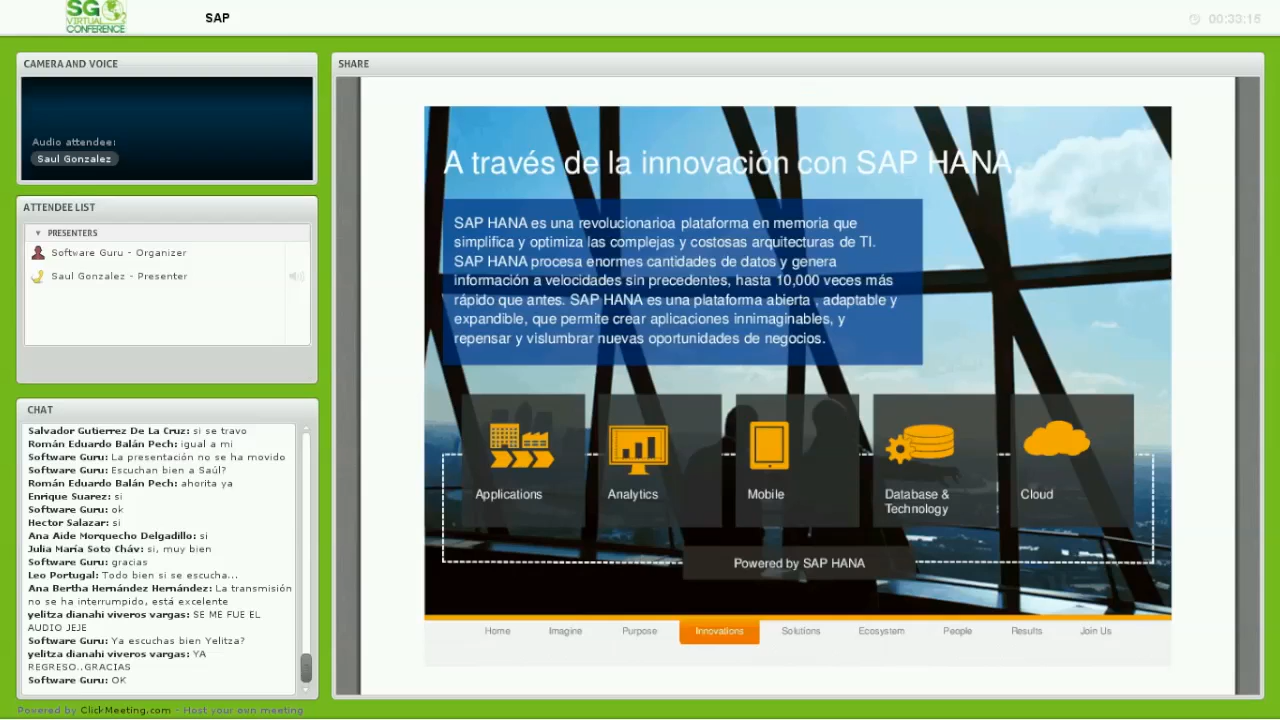 SG
VIRTUAL
CONFERENCE
SAP
00:33:16
CAMERA AND VOICE
Audio attendee:
Saul Gonzalez
ATTENDEE LIST
PRESENTERS
Software Guru - Organizer
Saul Gonzalez - Presenter
CHAT
Salvador Gutierrez De La Cruz: si se travo
Román Eduardo Balán Pech: igual a mi
Software Guru: La presentación no se ha movido
Software Guru: Escuchan bien a Saúl?
Román Eduardo Balán Pech: ahorita ya
Enrique Suarez: si
Software Guru: ok
Hector Salazar: si
Ana Aide Morquecho Delgadillo: si
Julia María Soto Cháv: si, muy bien
Software Guru: gracias
Leo Portugal: Todo bien si se escucha...
Ana Bertha Hernández Hernández: La transmisión
no se ha interrumpido, está excelente
yelitza dianahi viveros vargas: SE ME FUE EL
AUDIO JEJE
Software Guru: Ya escuchas bien Yelitza?
yelitza dianahi viveros vargas: YA
REGRESO..GRACIAS
Software Guru: OK
Powered by ClickMeeting.com - Host your own meeting
SHARE
A través de la innovación con SAP HANA.
SAP HANA es una revolucionarioa plataforma en memoria que
simplifica y optimiza las complejas y costosas arquitecturas de TI.
SAP HANA procesa enormes cantidades de datos y genera
información a velocidades sin precedentes, hasta 10,000 veces más
rápido que antes. SAP HANA es una plataforma abierta , adaptable y
expandible, que permite crear aplicaciones innimaginables, y
repensar y vislumbrar nuevas oportunidades de negocios.
Applications
Analytics
Mobile
Database &
Technology
Cloud
Powered by SAP HANA
Home Imagine Purpose Innovations Solutions Ecosystem People Results Join Us